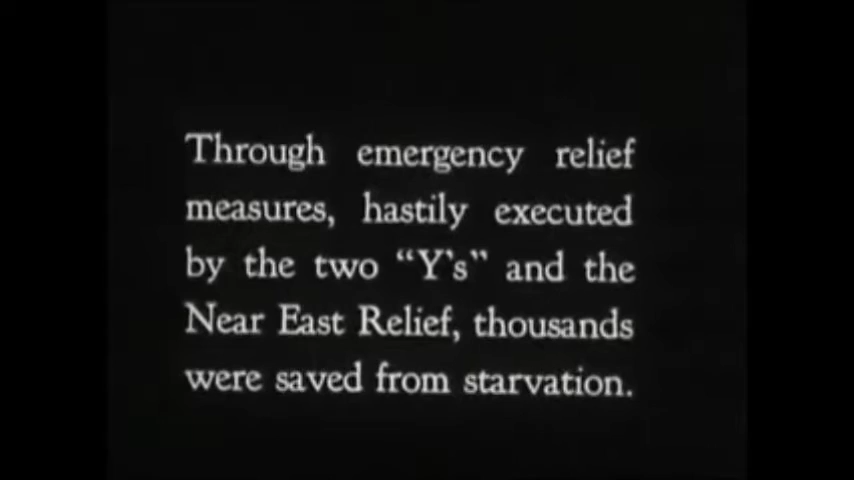 Through emergency relief
measures, hastily executed
by the two “Y's” and the
Near East Relief, thousands
were saved from starvation.